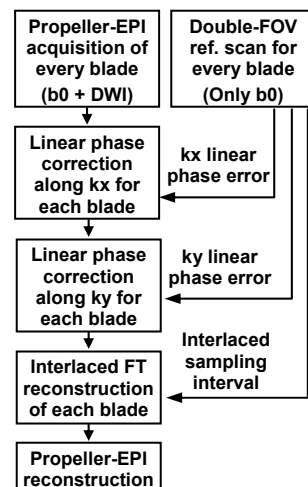 Propeller-EPI
acquisition of
every blade
(b0 + DWI)
Double-FOV
ref. scan for
every blade
(Only b0)
Linear phase
correction
along kx for
each blade
kx linear
phase error
Linear phase
correction
along ky for
each blade
ky linear
phase error
Interlaced
sampling
interval
Interlaced FT
reconstruction
of each blade
Propeller-EPI
reconstruction